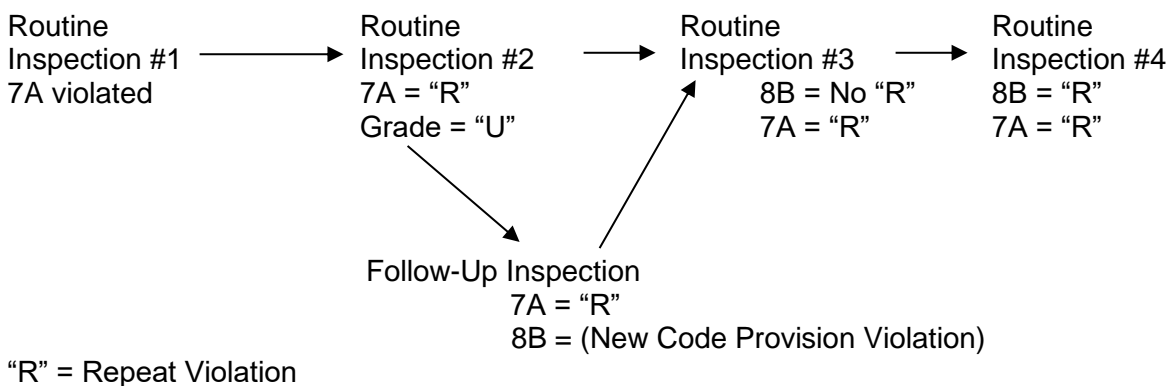 Routine
Inspection #1
7A violated
Routine
Inspection #2
7A = “R”
Grade = “U”
Routine
Inspection #3
8B = No “R”
7A = “R”
Routine
Inspection #4
8B = “R”
7A = “R”
Follow-Up Inspection
7A = “R”
8B = (New Code Provision Violation)
“R” = Repeat Violation